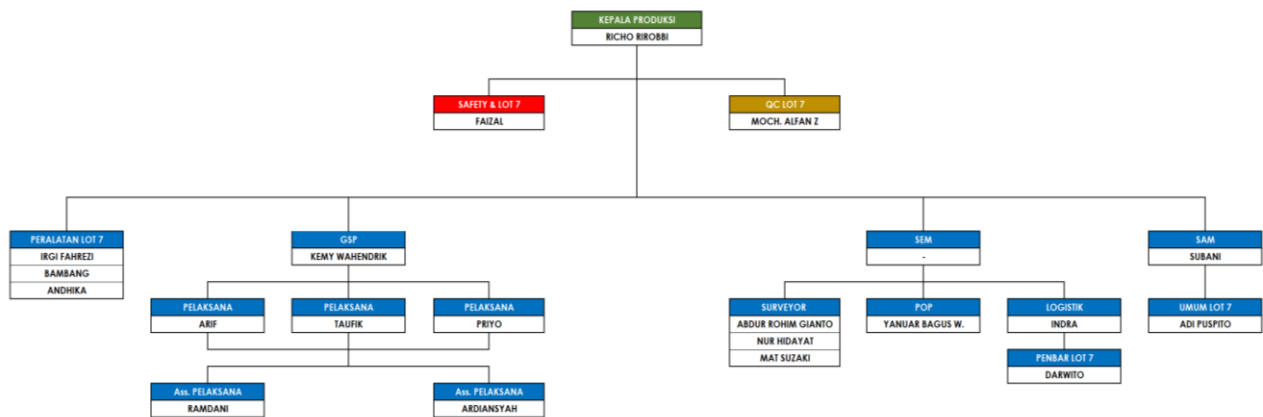 KEPALA PRODUKSI
RICHO RIROBBI
SAFETY & LOT 7
FAIZAL
QC LOT 7
MOCH. ALFAN Z
PERALATAN LOT 7
IRGI FAHREZI
BAMBANG
ANDHIKA
GSP
KEMY WAHENDRIK
PELAKSANA
ARIF
PELAKSANA
TAUFIK
PELAKSANA
PRIYO
Ass. PELAKSANA
RAMDANI
Ass. PELAKSANA
ARDIANSYAH
SEM
-
SURVEYOR
ABDUR ROHIM GIANTO
NUR HIDAYAT
MAT SUZAKI
POP
YANUAR BAGUS W.
LOGISTIK
INDRA
PENBAR LOT 7
DARWITO
SAM
SUBANI
UMUM LOT 7
ADI PUSPITO